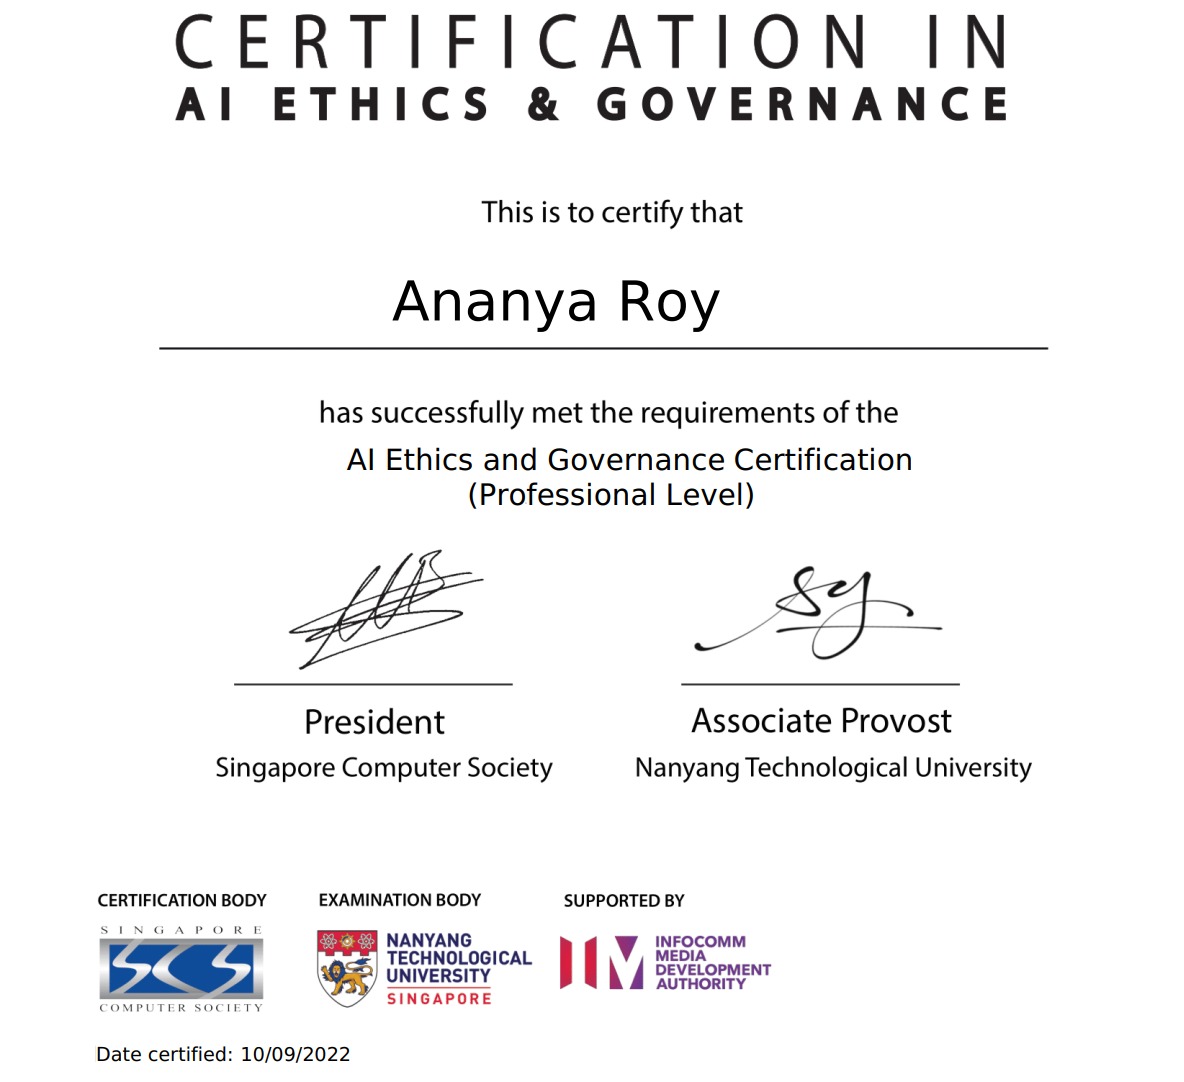 CERTIFICATION IN
AI ETHICS & GOVERNANCE
This is to certify that
Ananya Roy
has successfully met the requirements of the
AI Ethics and Governance Certification
(Professional Level)
President
Associate Provost
Singapore Computer Society
Nanyang Technological University
CERTIFICATION BODY
EXAMINATION BODY
SUPPORTED BY
SINGAPORE
SCS
COMPUTER SOCIETY
NANYANG
TECHNOLOGICAL
UNIVERSITY
SINGAPORE
IM
INFOCOMM
MEDIA
DEVELOPMENT
AUTHORITY
Date certified: 10/09/2022